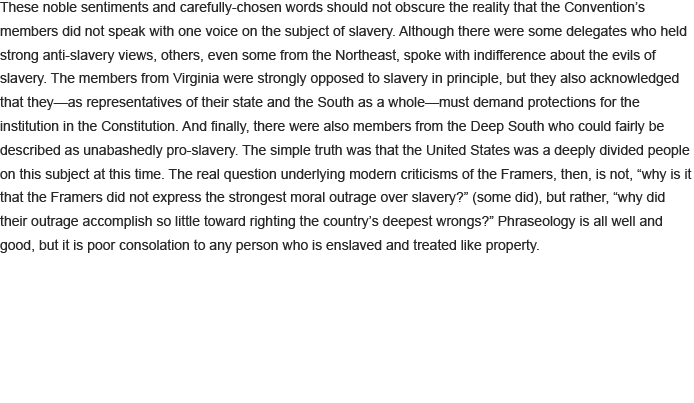 These noble sentiments and carefully-chosen words should not obscure the reality that the Convention’s
members did not speak with one voice on the subject of slavery. Although there were some delegates who held
strong anti-slavery views, others, even some from the Northeast, spoke with indifference about the evils of
slavery. The members from Virginia were strongly opposed to slavery in principle, but they also acknowledged
that they—as representatives of their state and the South as a whole—must demand protections for the
institution in the Constitution. And finally, there were also members from the Deep South who could fairly be
described as unabashedly pro-slavery. The simple truth was that the United States was a deeply divided people
on this subject at this time. The real question underlying modern criticisms of the Framers, then, is not, “why is it
that the Framers did not express the strongest moral outrage over slavery?” (some did), but rather, “why did
their outrage accomplish so little toward righting the country’s deepest wrongs?” Phraseology is all well and
good, but it is poor consolation to any person who is enslaved and treated like property.